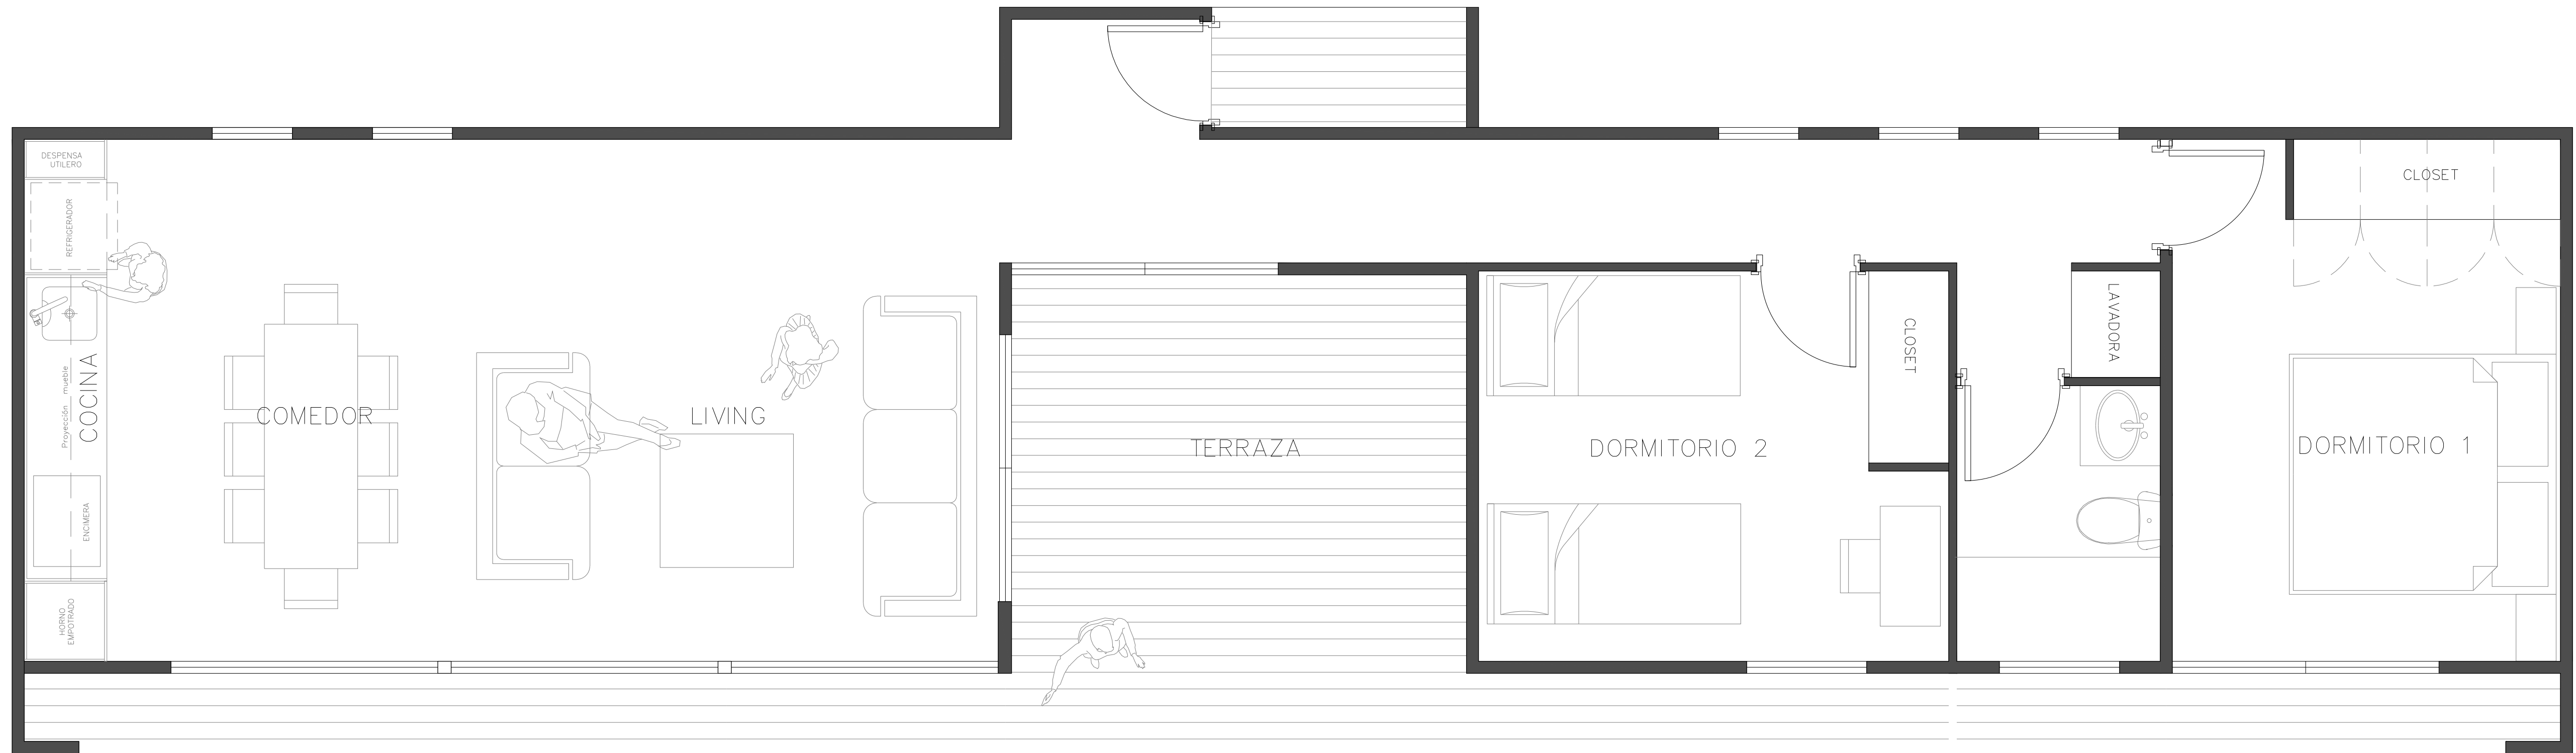 DESPENSA
UTILERO
REFRIGERADOR
Proyección mueble
COCINA
ENCIMERA
HORNO
EMPOTRADO
COMEDOR
LIVING
TERRAZA
DORMITORIO 2
CLOSET
LAVADORA
CLOSET
DORMITORIO 1